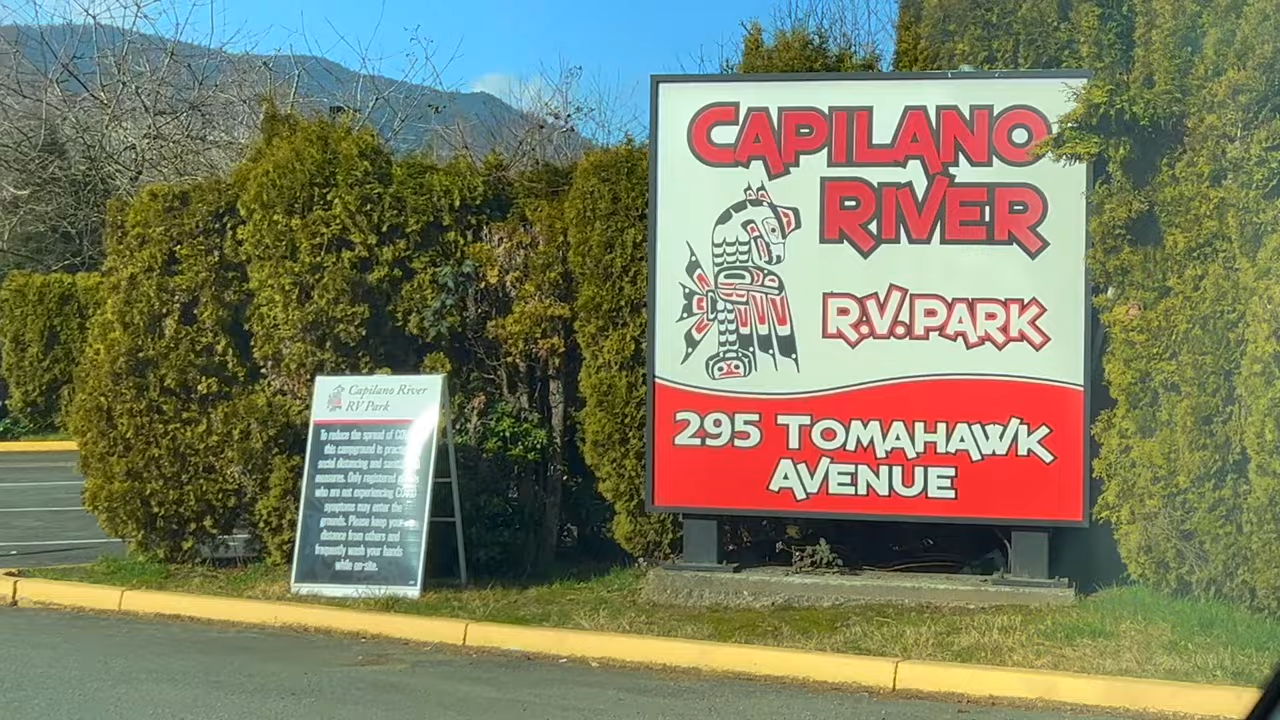 CAPILANO
RIVER
R.V. PARK
295 TOMAHAWK
AVENUE
Capilano River
RV Park
To reduce the spread of
this campground is
social distancing and
measures. Only registered
who are not experiencing
symptoms may enter the
grounds. Please keep your
distance from others and
frequently wash your hands
while on-site.